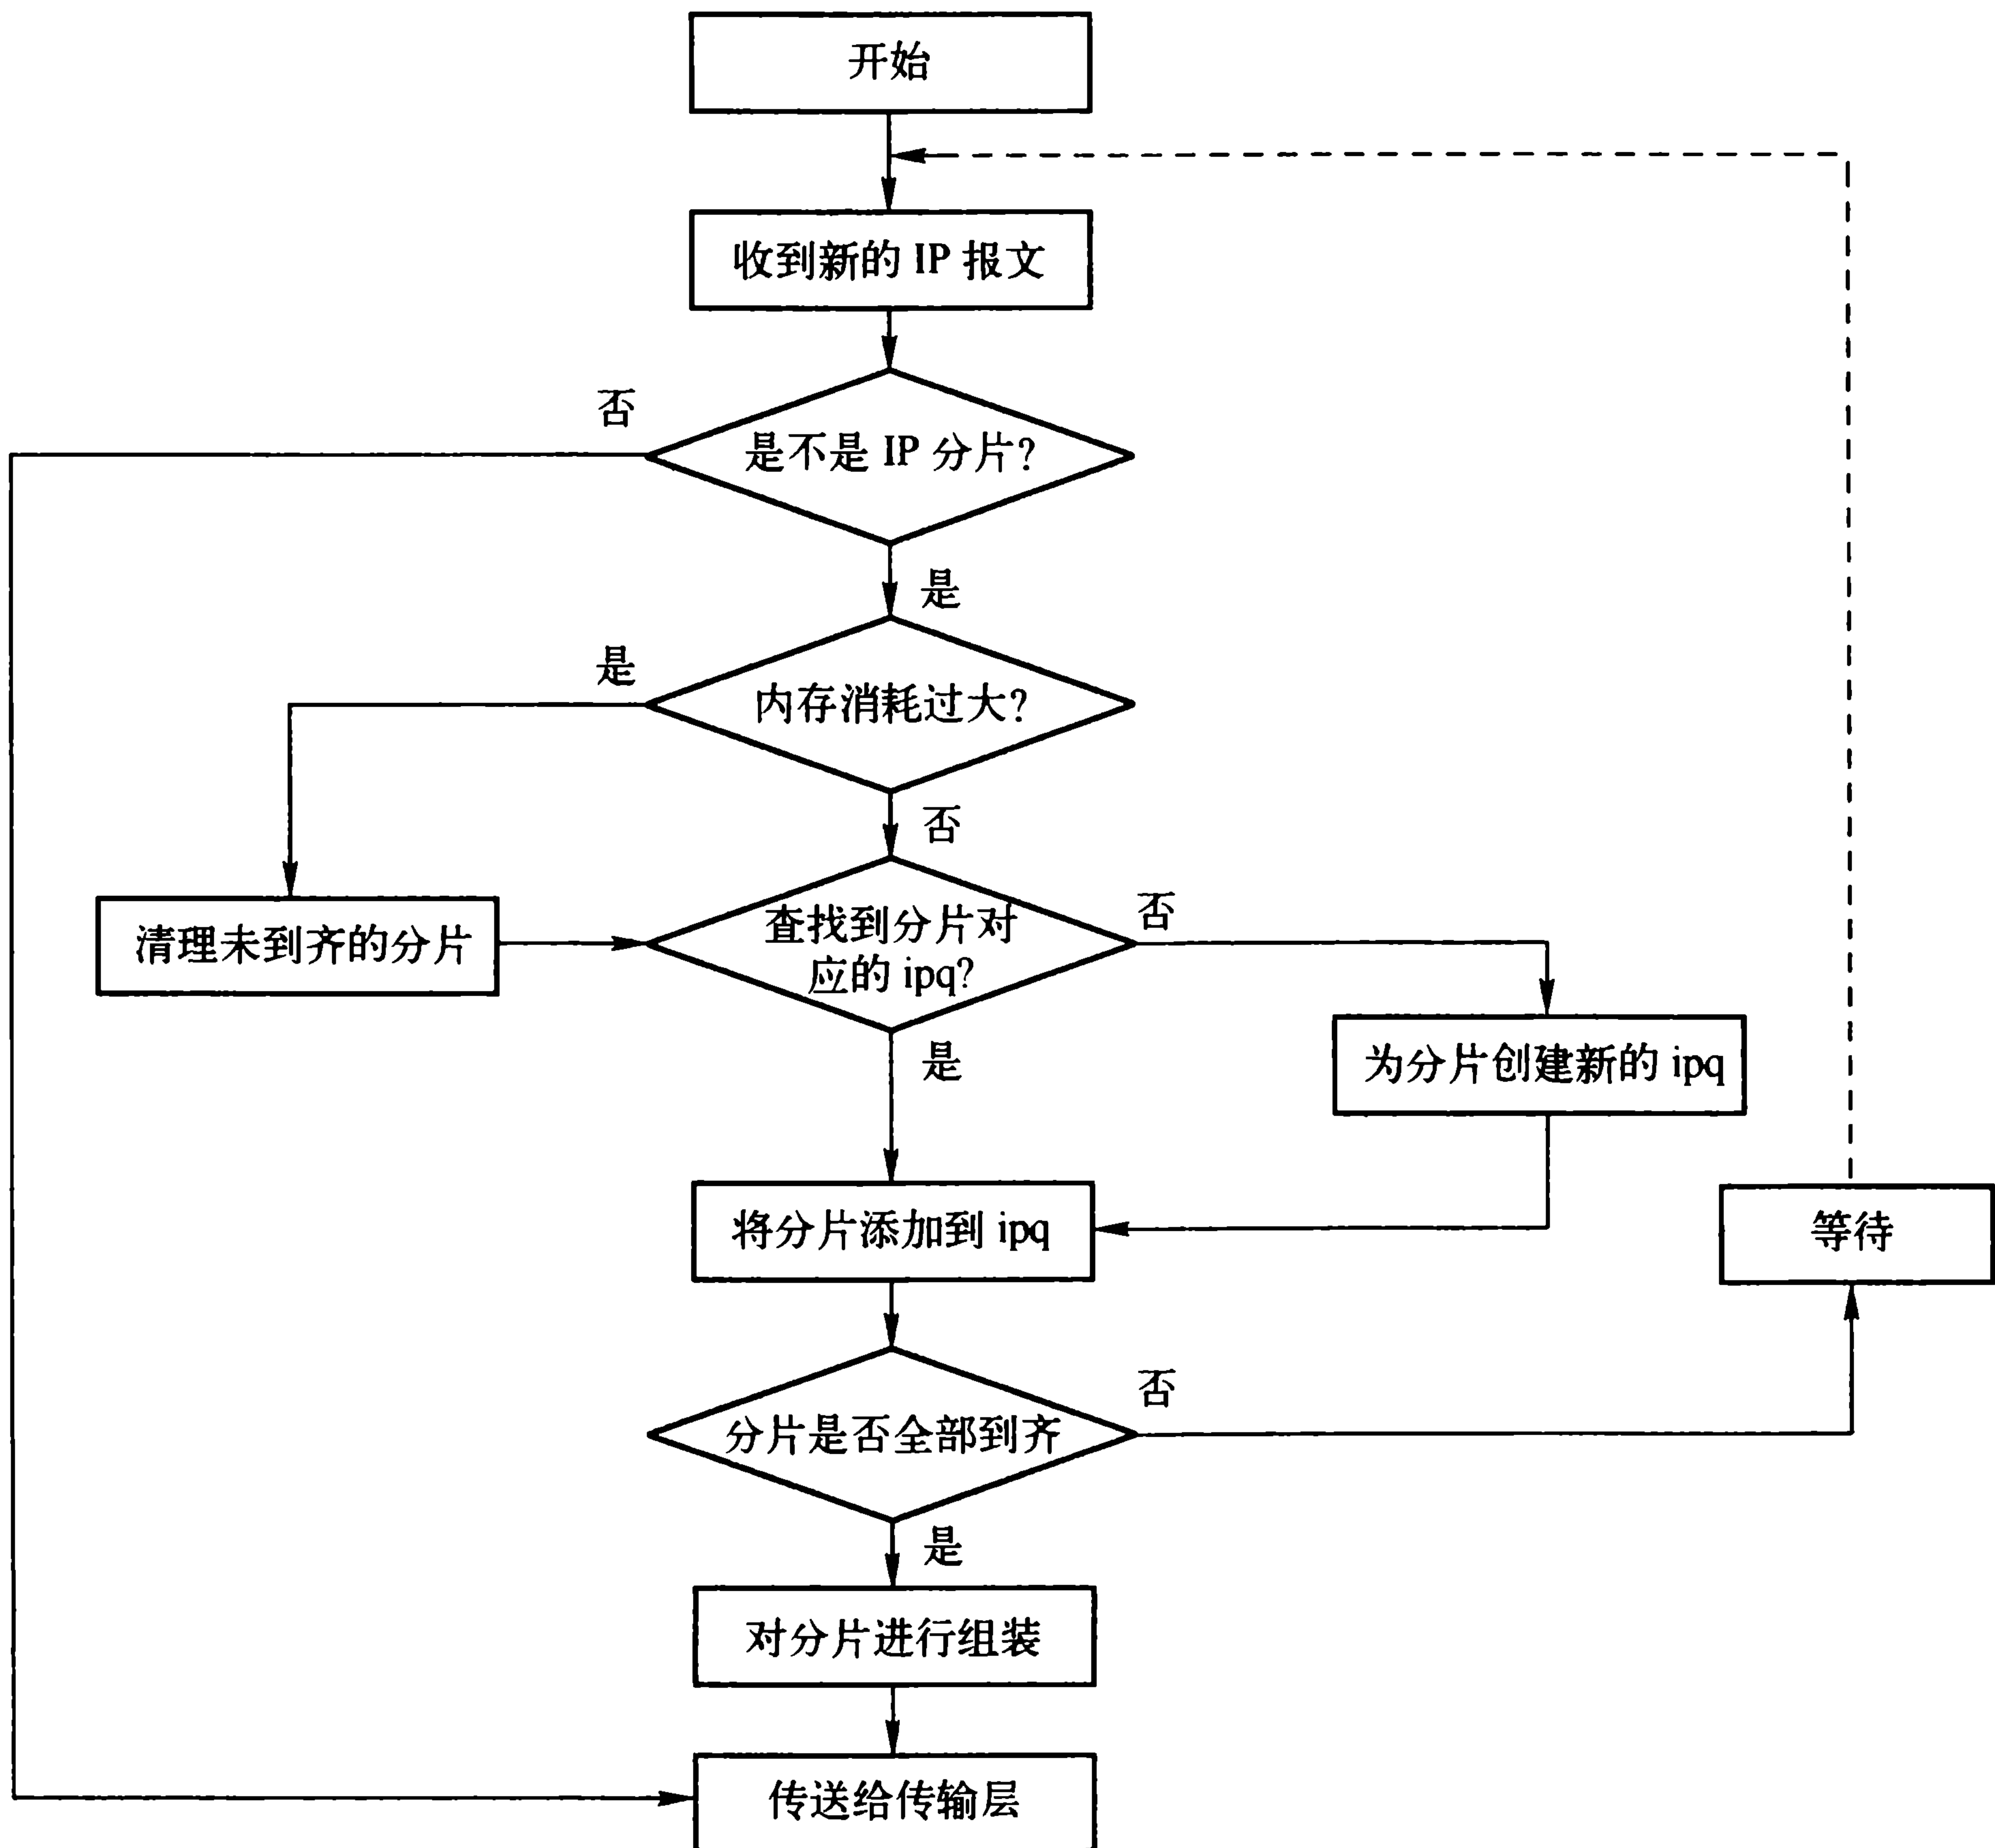 开始
收到新的 IP 报文
否
是不是 IP 分片?
是
是
内存消耗过大?
否
清理未到齐的分片
查找到分片对
应的 ipq?
否
是
为分片创建新的 ipq
将分片添加到 ipq
等待
分片是否全部到齐
否
是
对分片进行组装
传送给传输层